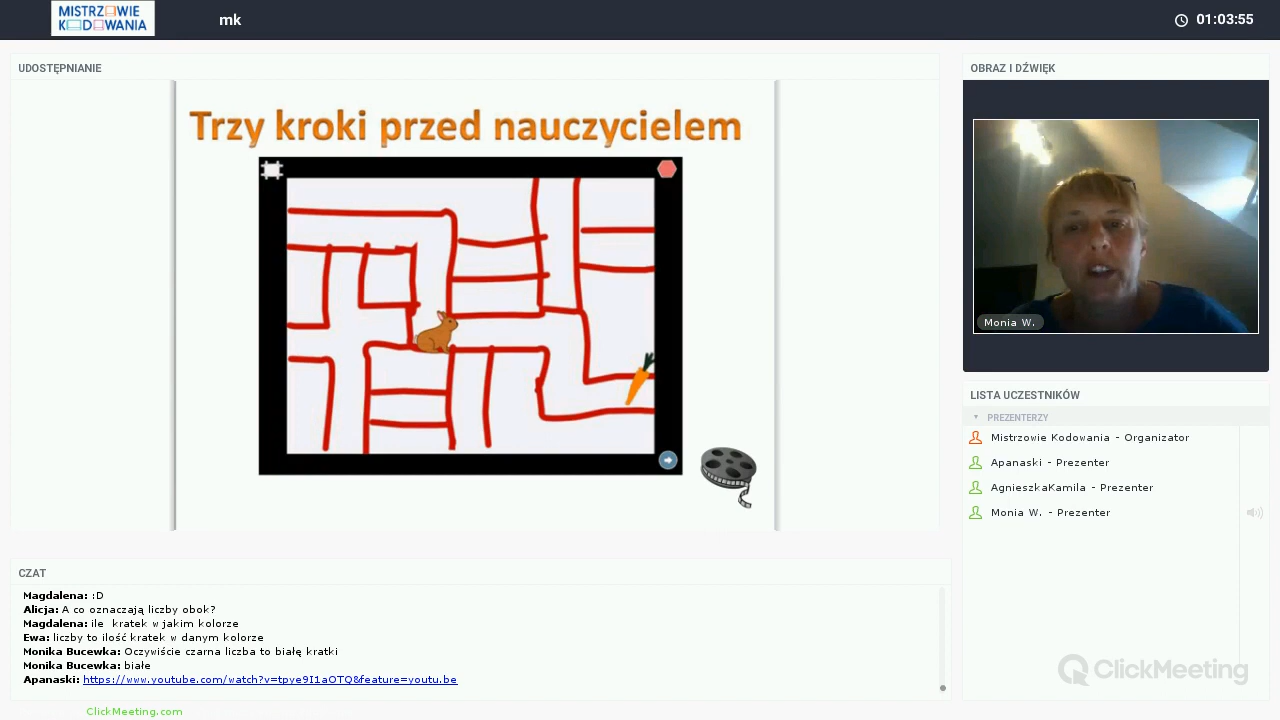 MISTRZOWIE
KODOWANIA
mk
01:03:55
UDOSTĘPNIANIE
Trzy kroki przed nauczycielem
OBRAZ I DŹWIĘK
Monia W.
LISTA UCZESTNIKÓW
PREZENTERZY
Mistrzowie Kodowania - Organizator
Apanaski - Prezenter
AgnieszkaKamila - Prezenter
Monia W. - Prezenter
CZAT
Magdalena: :D
Alicja: A co oznaczają liczby obok?
Magdalena: ile kratek w jakim kolorze
Ewa: liczby to ilość kratek w danym kolorze
Monika Bucewka: Oczywiście czarna liczba to białę kratki
Monika Bucewka: białe
Apanaski: https://www.youtube.com/watch?v=tpye9I1aOTQ&feature=youtu.be
ClickMeeting
ClickMeeting.com